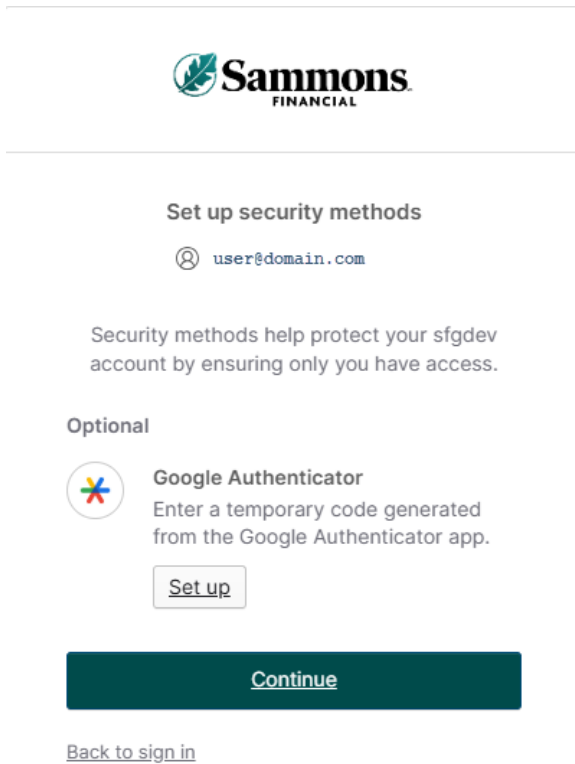 Sammons
FINANCIAL
Set up security methods
user@domain.com
Security methods help protect your sfgdev
account by ensuring only you have access.
Optional
Google Authenticator
Enter a temporary code generated
from the Google Authenticator app.
Set up
Continue
Back to sign in